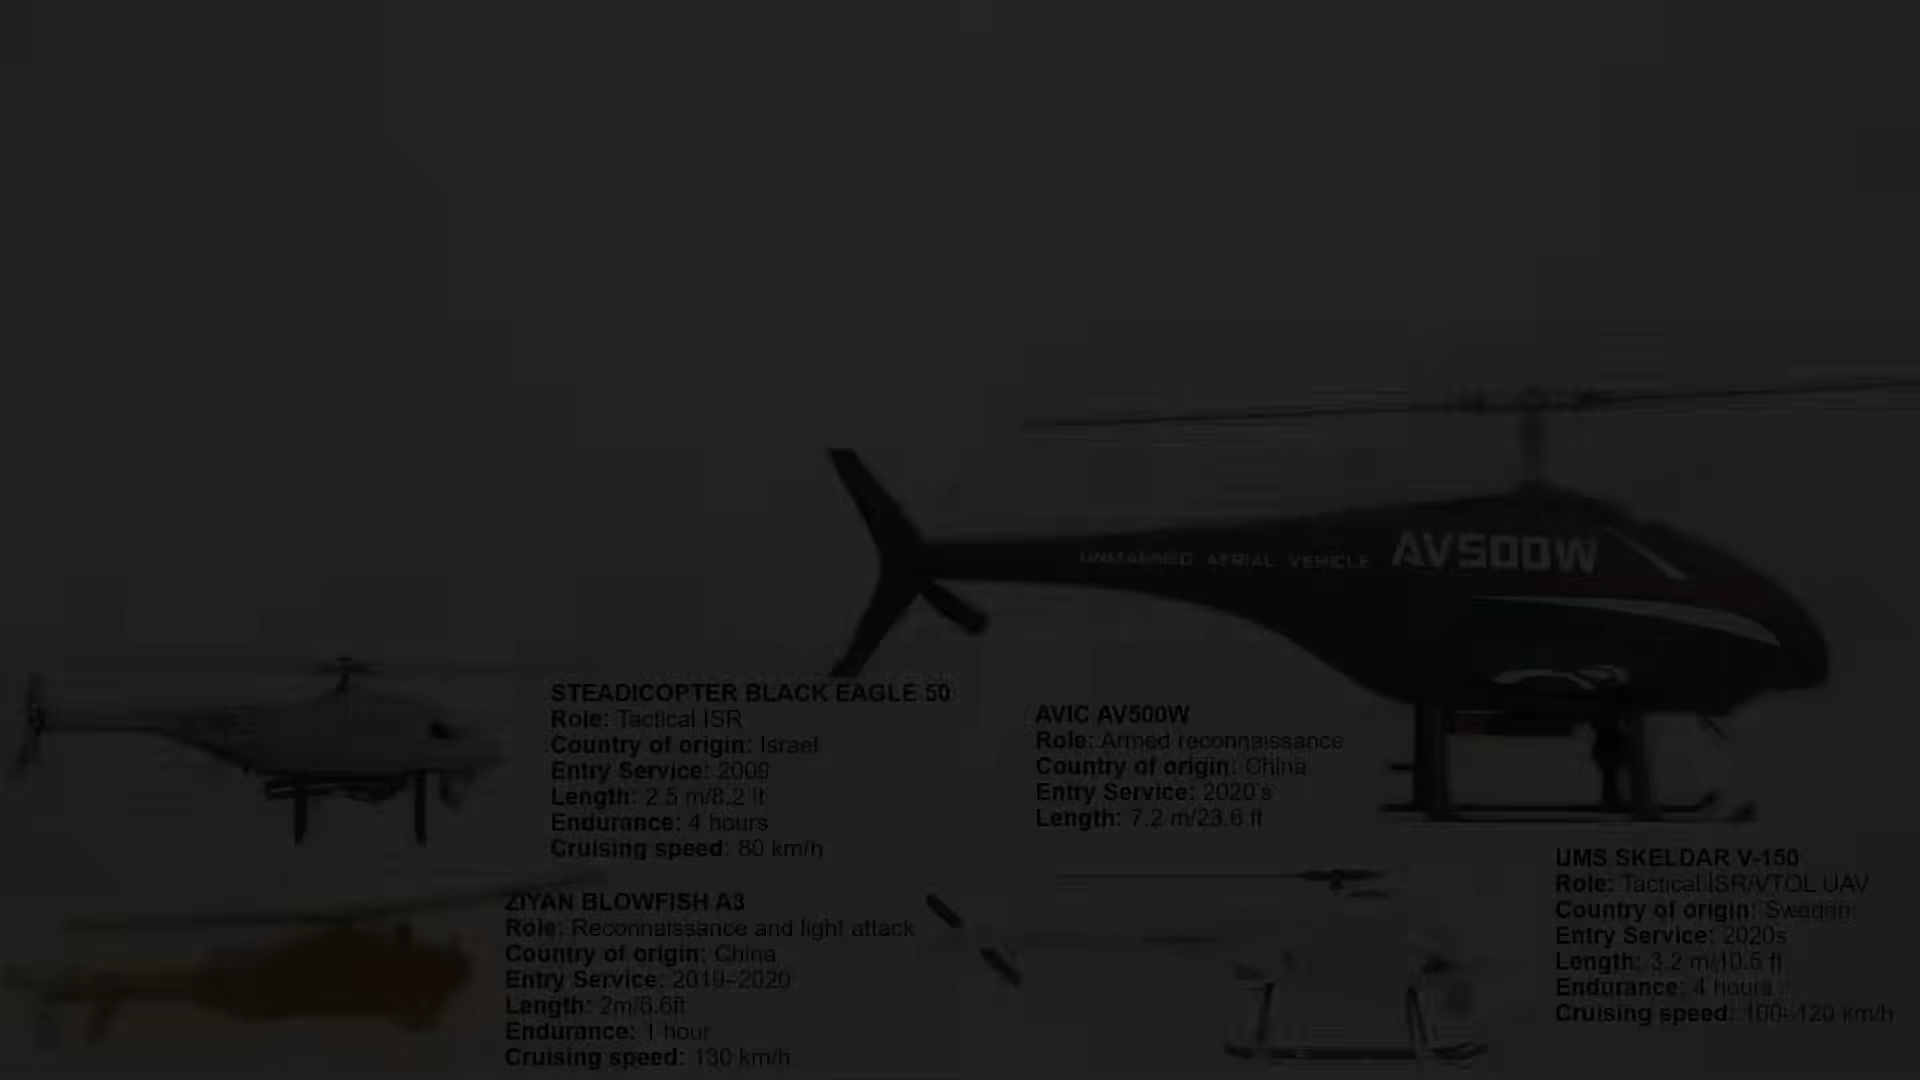 UNMANNED AERIAL VEHICLE AV500W
STEADICOPTER BLACK EAGLE 50
Role: Tactical ISR
Country of origin: Israel
Entry Service: 2009
Length: 2.5 m/8.2 ft
Endurance: 4 hours
Cruising speed: 80 km/h
AVIC AV500W
Role: Armed reconnaissance
Country of origin: China
Entry Service: 2020's
Length: 7.2 m/23.6 ft
ZIYAN BLOWFISH A3
Role: Reconnaissance and light attack
Country of origin: China
Entry Service: 2019–2020
Length: 2m/6.6ft
Endurance: 1 hour
Cruising speed: 130 km/h
UMS SKELDAR V-150
Role: Tactical ISR/VTOL UAV
Country of origin: Sweden
Entry Service: 2020s
Length: 3.2 m/10.5 ft
Endurance: 4 hours
Cruising speed: 100–120 km/h